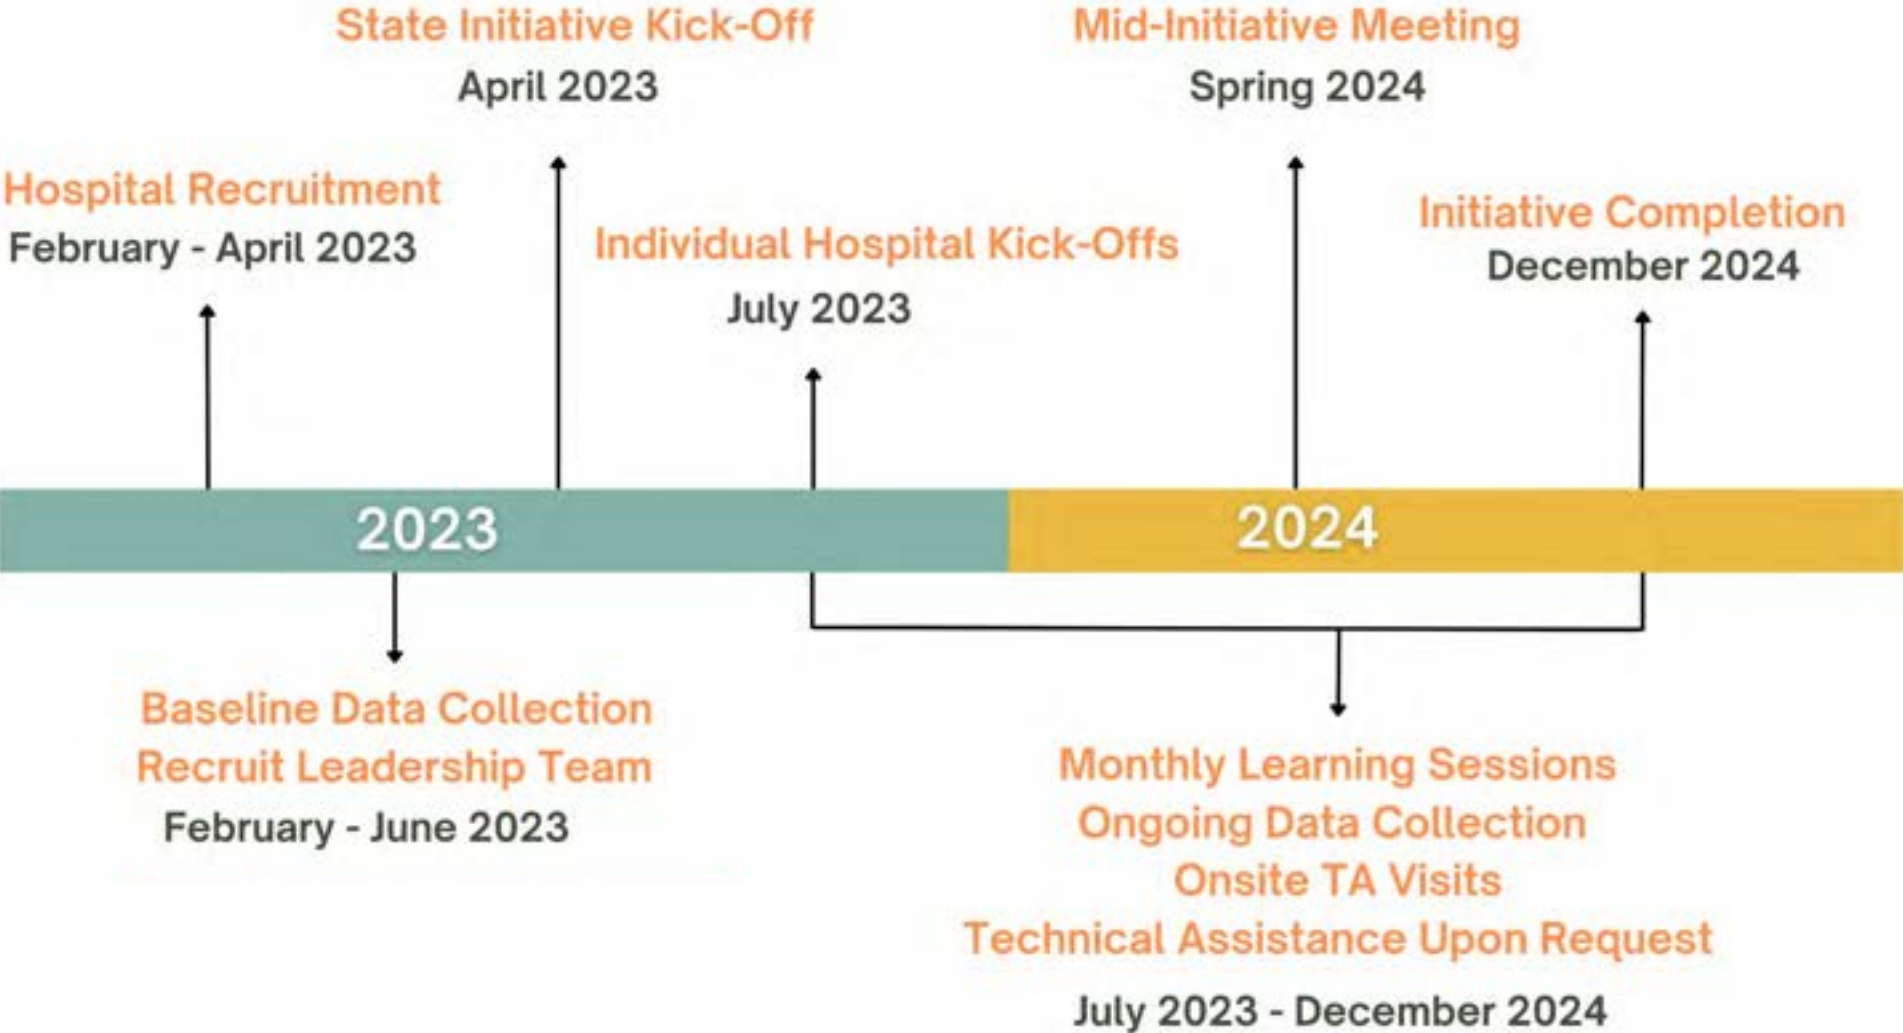 State Initiative Kick-Off
April 2023
Mid-Initiative Meeting
Spring 2024
Hospital Recruitment
February - April 2023
Individual Hospital Kick-Offs
July 2023
Initiative Completion
December 2024
2023
2024
Baseline Data Collection
Recruit Leadership Team
February - June 2023
Monthly Learning Sessions
Ongoing Data Collection
Onsite TA Visits
Technical Assistance Upon Request
July 2023 - December 2024